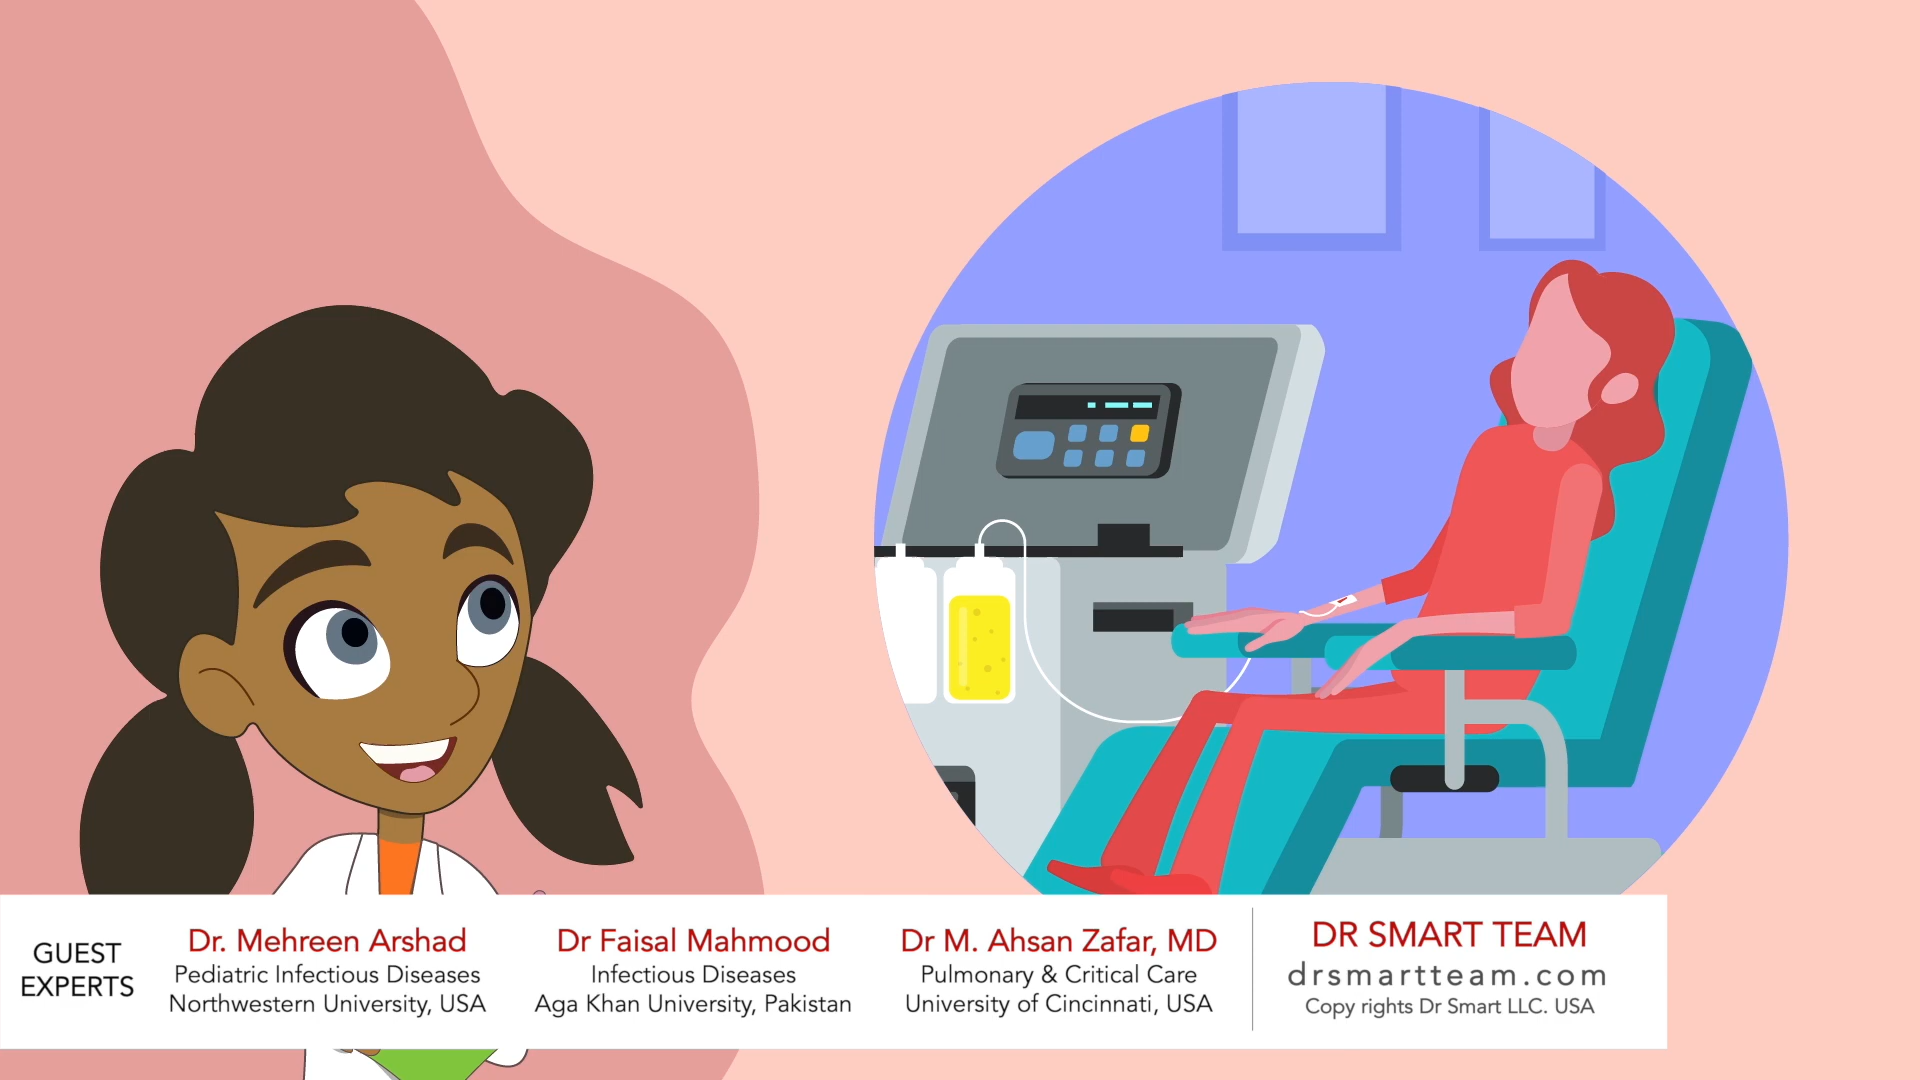 GUEST
EXPERTS
Dr. Mehreen Arshad
Pediatric Infectious Diseases
Northwestern University, USA
Dr Faisal Mahmood
Infectious Diseases
Aga Khan University, Pakistan
Dr M. Ahsan Zafar, MD
Pulmonary & Critical Care
University of Cincinnati, USA
DR SMART TEAM
drsmartteam.com
Copy rights Dr Smart LLC. USA